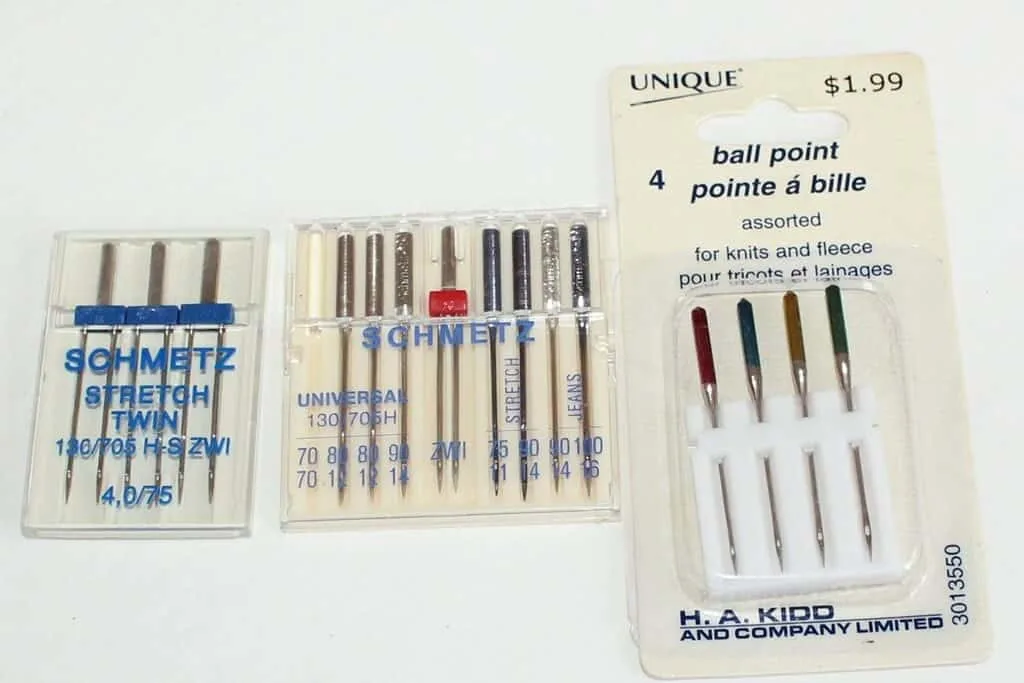 SCHMETZ
STRETCH
TWIN
130/705 H-S ZWI
4,0/75
SCHMETZ
UNIVERSAL
130/705H
STRETCH
JEANS
70 80 80 90 ZWI 75 90 90 100
70 12 12 14 11 14 14 16
UNIQUE
$1.99
4
ball point
pointe á bille
assorted
for knits and fleece
pour tricots et lainages
H. A. KIDD
AND COMPANY LIMITED
3013550